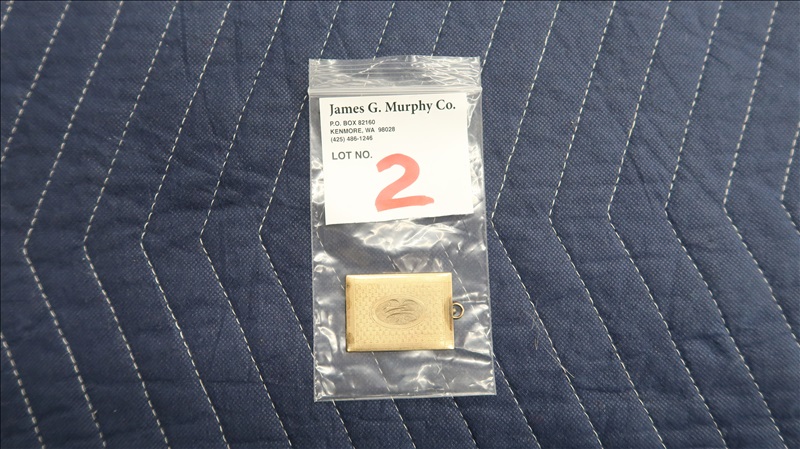 James G. Murphy Co.
P.O. BOX 82160
KENMORE, WA 98028
(425) 486-1246
LOT NO.
2